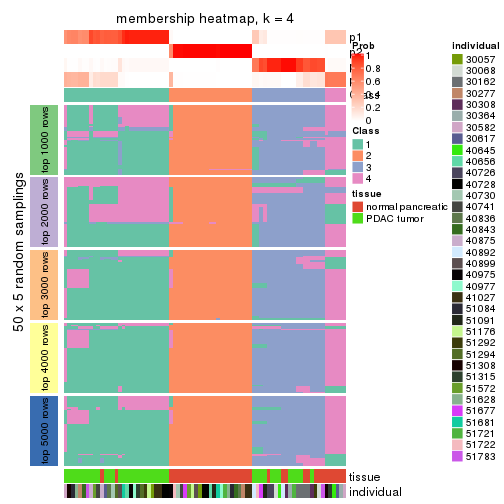 membership heatmap, k = 4
p1
p2
Prob
1
0.8
0.6
0.4
0.2
0
Class
1
2
3
4
tissue
normal pancreatic
PDAC tumor
individual
30057
30068
30162
30277
30308
30364
30582
30617
40645
40656
40726
40728
40730
40741
40836
40843
40875
40892
40899
40975
40977
41027
51084
51091
51176
51292
51294
51308
51315
51572
51628
51677
51681
51721
51722
51783
50 x 5 random samplings
top 1000 rows
top 2000 rows
top 3000 rows
top 4000 rows
top 5000 rows
tissue
individual